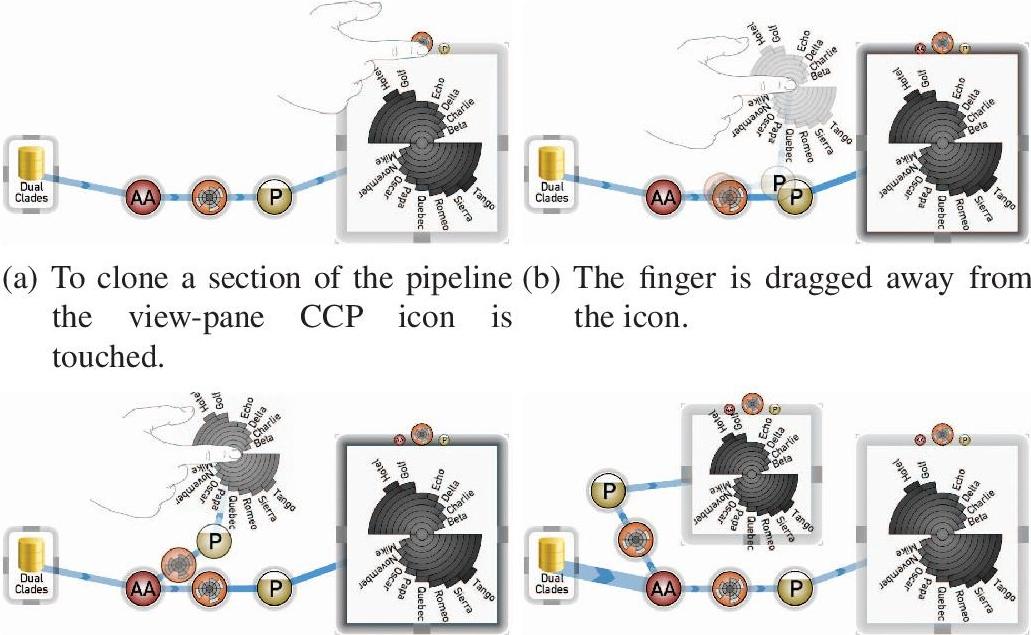 P
Hotel
Golf
Echo
Delta
Charlie
Beta
Mike
November
Oscar
Papa
Quebec
Romeo
Sierra
Tango
Dual
Clades
AA
P
Hotel
Golf
Echo
Delta
Charlie
Beta
Mike
November
Oscar
Papa
Quebec
Romeo
Sierra
Tango
P
Dual
Clades
AA
P
AA
P
Hotel
Golf
Echo
Delta
Charlie
Beta
Mike
November
Oscar
Papa
Quebec
Romeo
Sierra
Tango
(a) To clone a section of the pipeline
the view-pane CCP icon is
touched.
(b) The finger is dragged away from
the icon.
Hotel
Golf
Echo
Delta
Charlie
Beta
Mike
November
Oscar
Papa
Quebec
Romeo
Sierra
Tango
P
Dual
Clades
AA
P
AA
P
Hotel
Golf
Echo
Delta
Charlie
Beta
Mike
November
Oscar
Papa
Quebec
Romeo
Sierra
Tango
AA
P
Hotel
Golf
Echo
Delta
Charlie
Beta
Mike
November
Oscar
Papa
Quebec
Romeo
Sierra
Tango
P
Dual
Clades
AA
P
AA
P
Hotel
Golf
Echo
Delta
Charlie
Beta
Mike
November
Oscar
Papa
Quebec
Romeo
Sierra
Tango